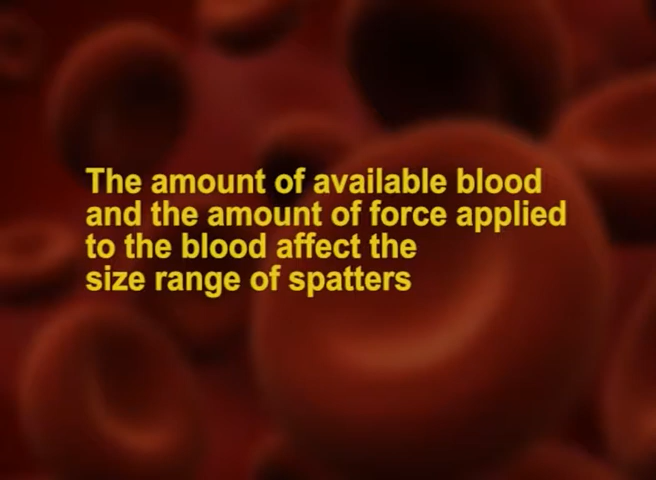 The amount of available blood
and the amount of force applied
to the blood affect the
size range of spatters